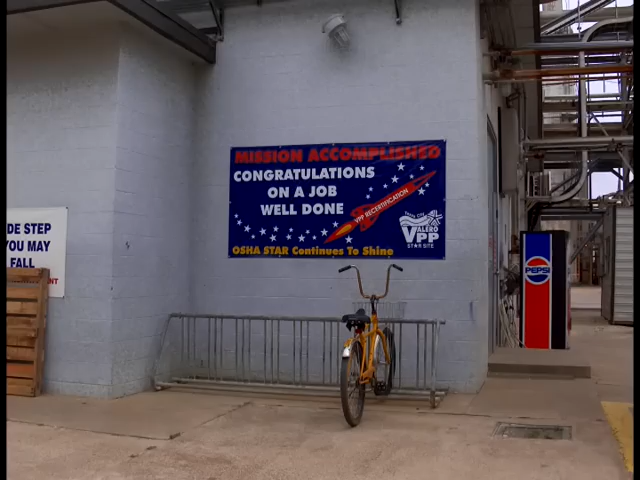 MISSION ACCOMPLISHED
CONGRATULATIONS
ON A JOB
WELL DONE
VPP RECERTIFICATION
VALERO
VPP
STAR SITE
OSHA STAR Continues To Shine
DE STEP
YOU MAY
FALL
PEPSI